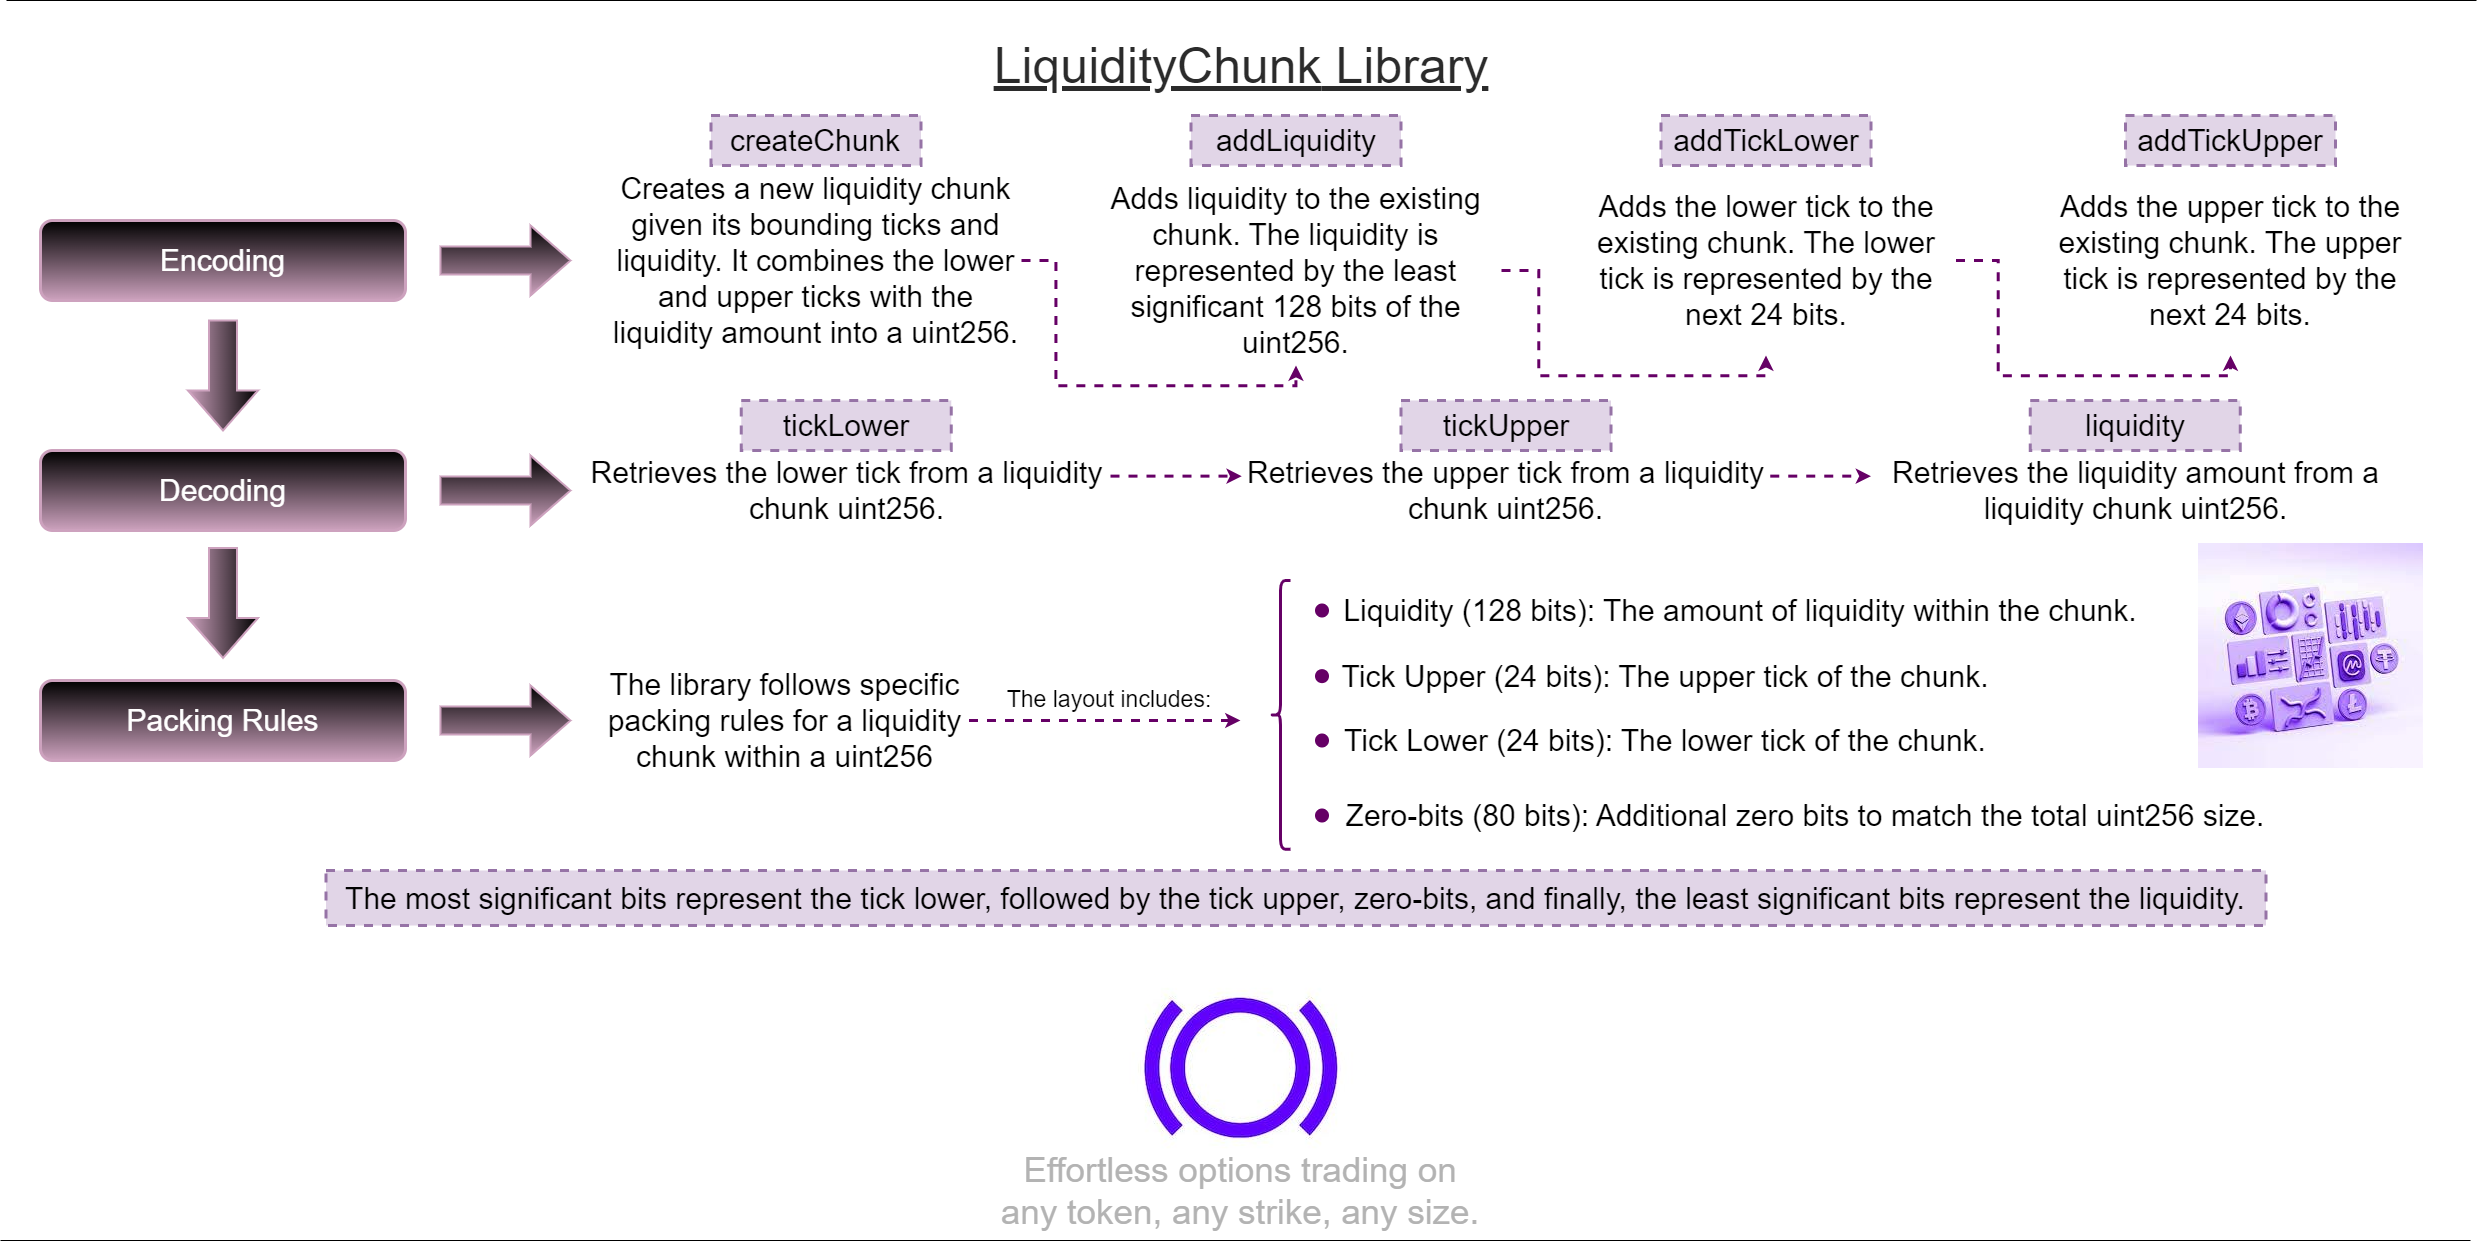 LiquidityChunk Library
createChunk
addLiquidity
addTickLower
addTickUpper
Encoding
Creates a new liquidity chunk
given its bounding ticks and
liquidity. It combines the lower
and upper ticks with the
liquidity amount into a uint256.
Adds liquidity to the existing
chunk. The liquidity is
represented by the least
significant 128 bits of the
uint256.
Adds the lower tick to the
existing chunk. The lower
tick is represented by the
next 24 bits.
Adds the upper tick to the
existing chunk. The upper
tick is represented by the
next 24 bits.
tickLower
tickUpper
liquidity
Decoding
Retrieves the lower tick from a liquidity
chunk uint256.
Retrieves the upper tick from a liquidity
chunk uint256.
Retrieves the liquidity amount from a
liquidity chunk uint256.
Packing Rules
The library follows specific
packing rules for a liquidity
chunk within a uint256
The layout includes:
Liquidity (128 bits): The amount of liquidity within the chunk.
Tick Upper (24 bits): The upper tick of the chunk.
Tick Lower (24 bits): The lower tick of the chunk.
Zero-bits (80 bits): Additional zero bits to match the total uint256 size.
The most significant bits represent the tick lower, followed by the tick upper, zero-bits, and finally, the least significant bits represent the liquidity.
Effortless options trading on
any token, any strike, any size.